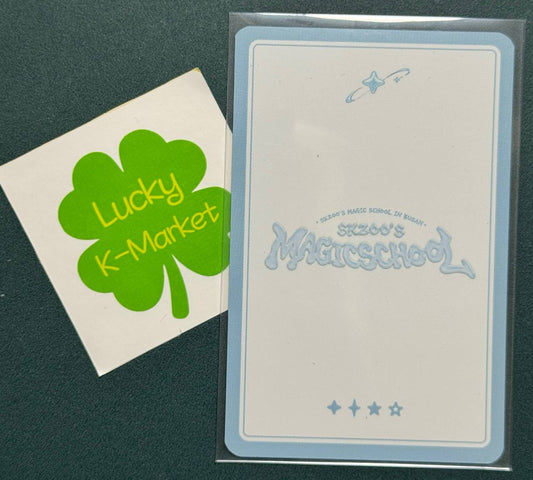 Lucky
K-Market
• SKZOO'S MAGIC SCHOOL IN BUSAN •
SKZOO'S
MAGICSCHOOL